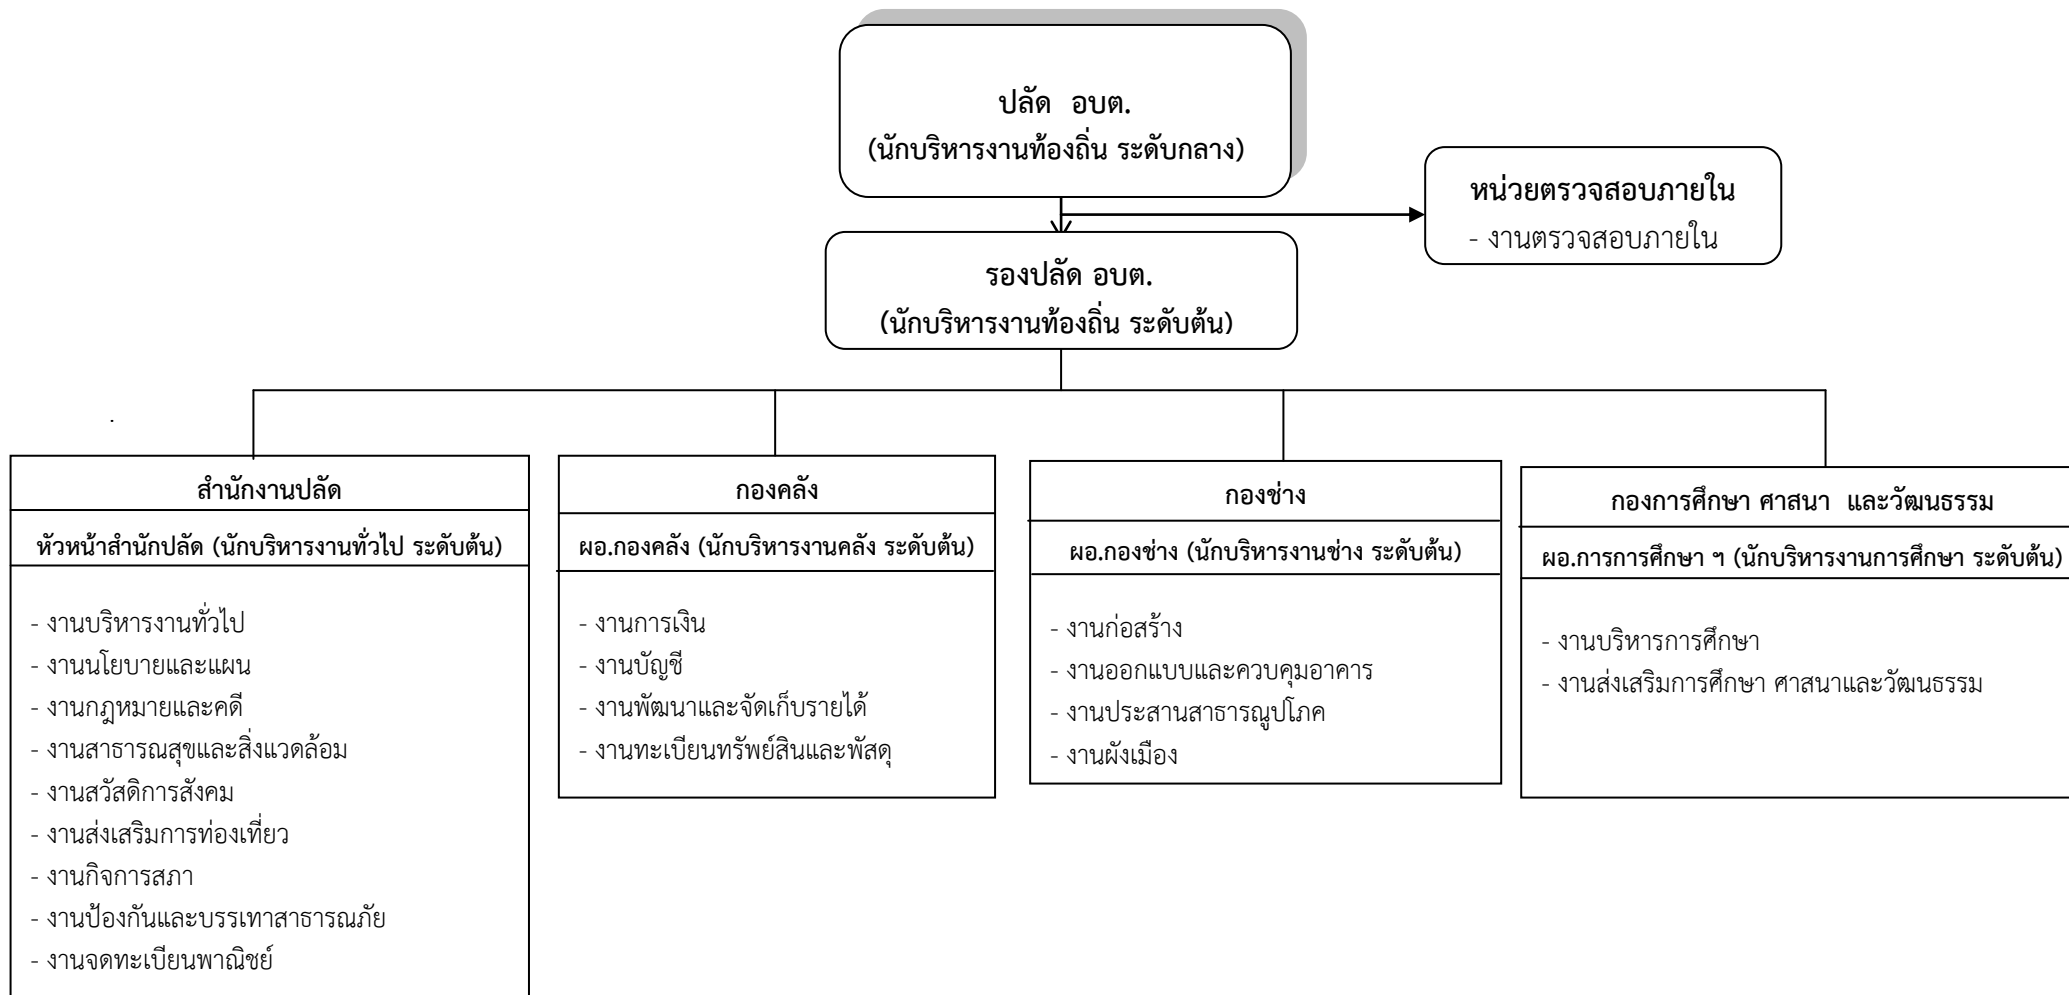 ปลัด อบต.
(นักบริหารงานท้องถิ่น ระดับกลาง)
หน่วยตรวจสอบภายใน
- งานตรวจสอบภายใน
รองปลัด อบต.
(นักบริหารงานท้องถิ่น ระดับต้น)
สำนักงานปลัด
หัวหน้าสำนักปลัด (นักบริหารงานทั่วไป ระดับต้น)
- งานบริหารงานทั่วไป
- งานนโยบายและแผน
- งานกฎหมายและคดี
- งานสาธารณสุขและสิ่งแวดล้อม
- งานสวัสดิการสังคม
- งานส่งเสริมการท่องเที่ยว
- งานกิจการสภา
- งานป้องกันและบรรเทาสาธารณภัย
- งานจดทะเบียนพาณิชย์
กองคลัง
ผอ.กองคลัง (นักบริหารงานคลัง ระดับต้น)
- งานการเงิน
- งานบัญชี
- งานพัฒนาและจัดเก็บรายได้
- งานทะเบียนทรัพย์สินและพัสดุ
กองช่าง
ผอ.กองช่าง (นักบริหารงานช่าง ระดับต้น)
- งานก่อสร้าง
- งานออกแบบและควบคุมอาคาร
- งานประสานสาธารณูปโภค
- งานผังเมือง
กองการศึกษา ศาสนา และวัฒนธรรม
ผอ.การการศึกษา ฯ (นักบริหารงานการศึกษา ระดับต้น)
- งานบริหารการศึกษา
- งานส่งเสริมการศึกษา ศาสนาและวัฒนธรรม